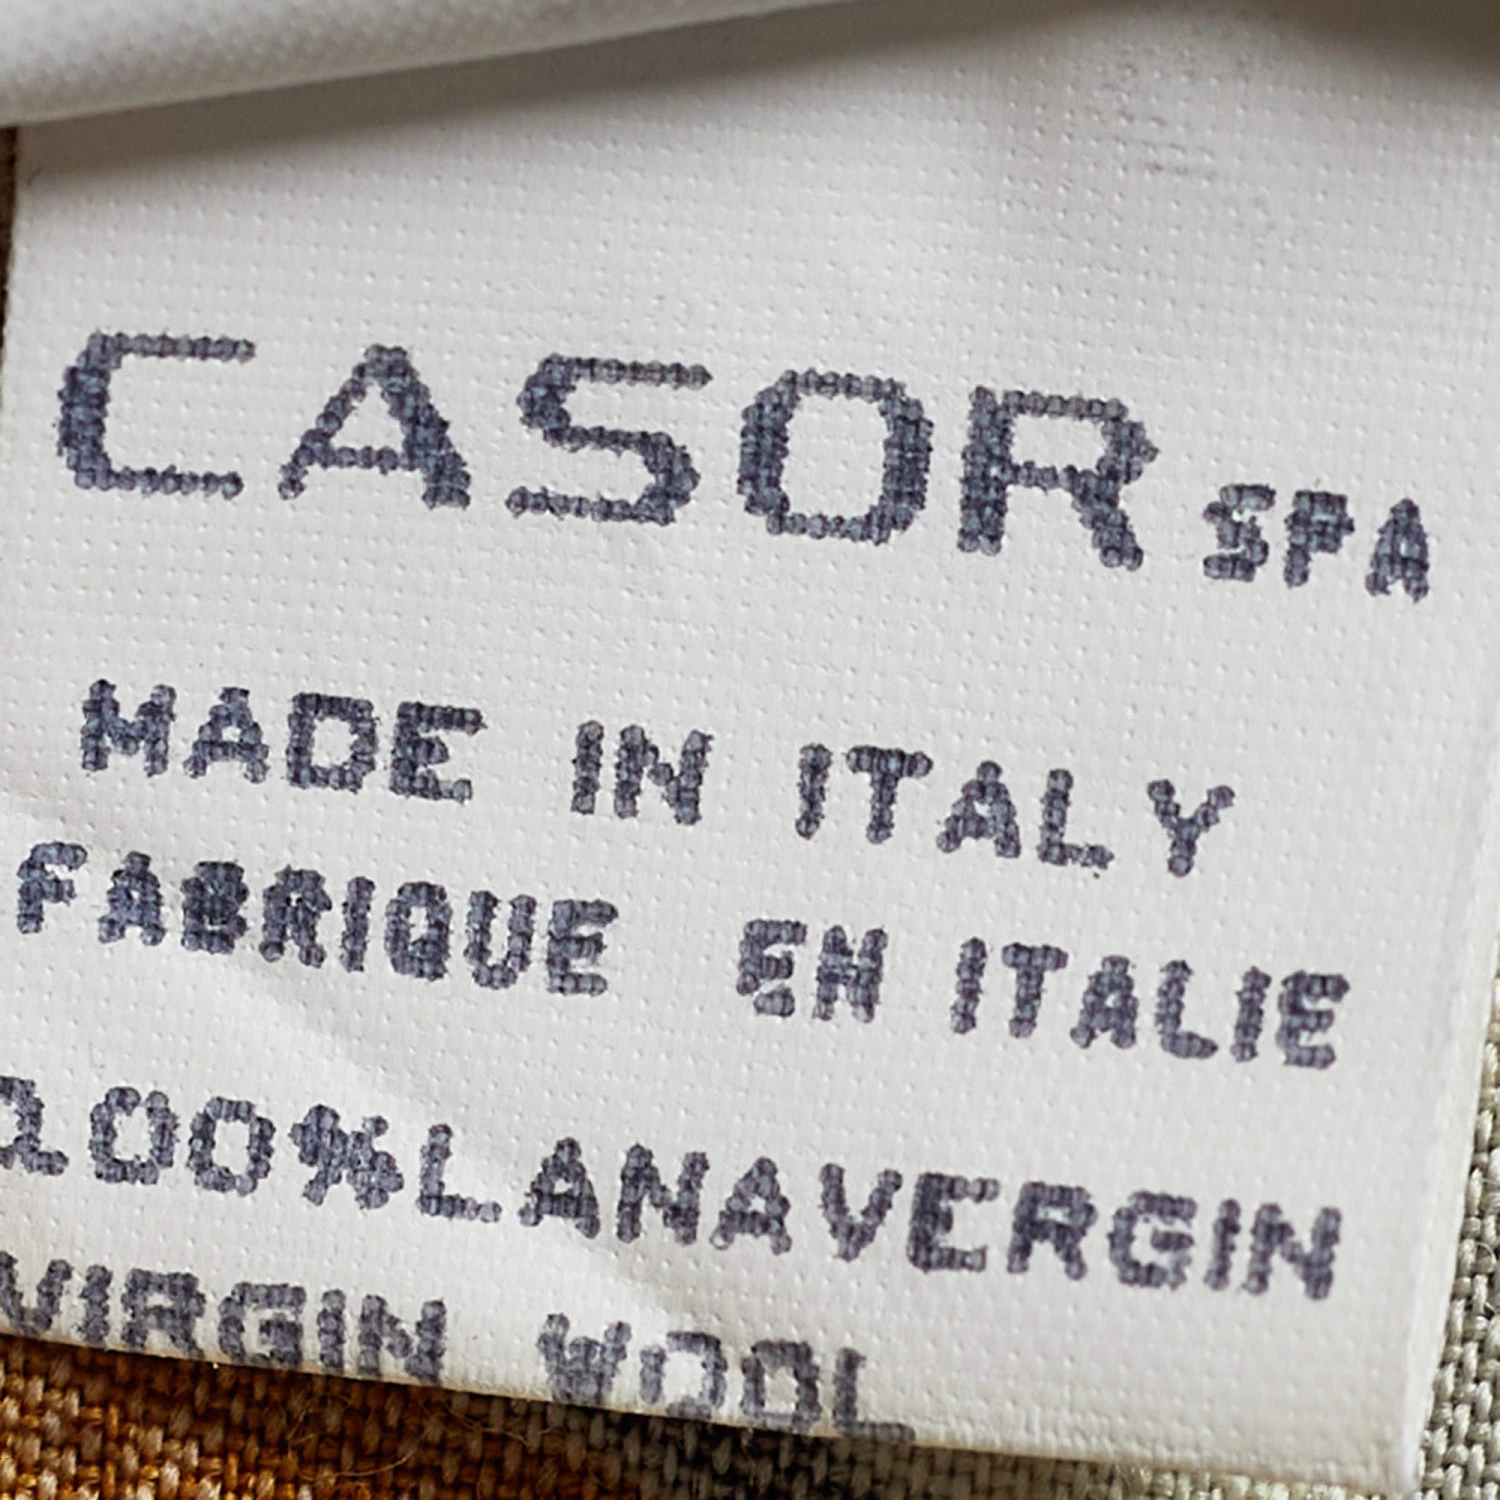 CASOR SPA
MADE IN ITALY
FABRIQUE EN ITALIE
100%LANAVERGIN
VIRGIN WOOL